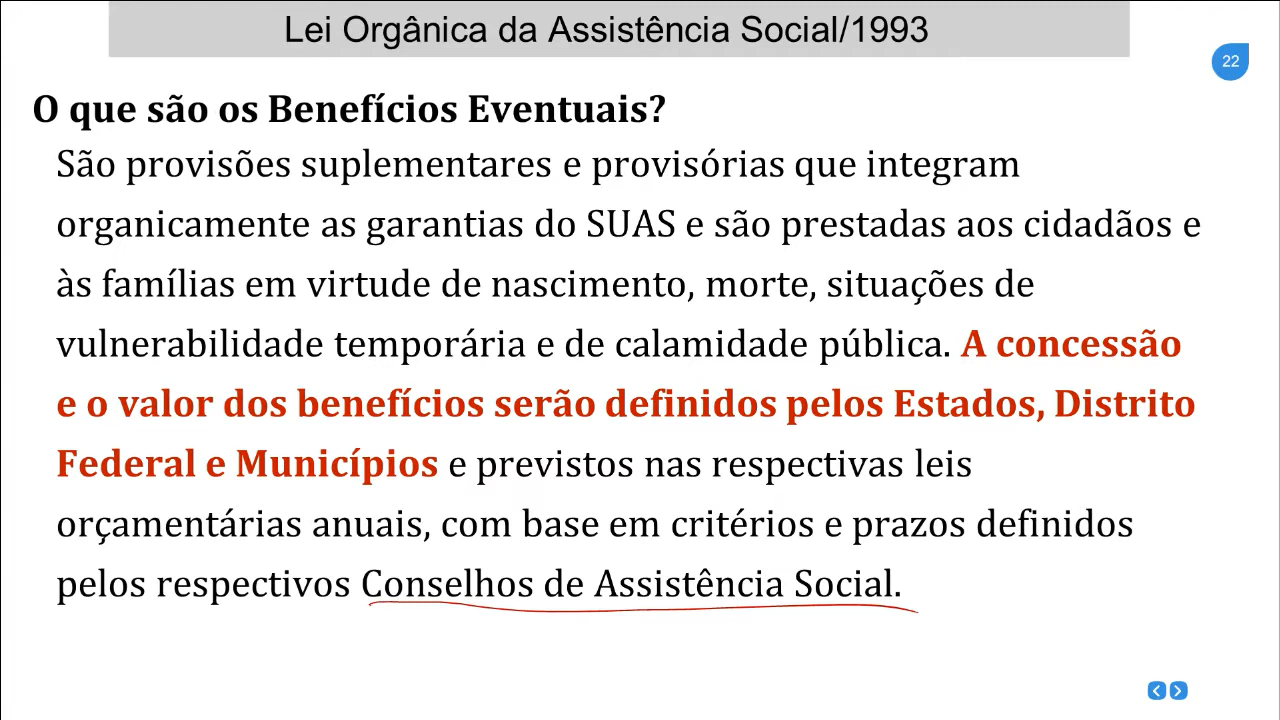 Lei Orgânica da Assistência Social/1993
22
O que são os Benefícios Eventuais?
São provisões suplementares e provisórias que integram
organicamente as garantias do SUAS e são prestadas aos cidadãos e
às famílias em virtude de nascimento, morte, situações de
vulnerabilidade temporária e de calamidade pública. A concessão
e o valor dos benefícios serão definidos pelos Estados, Distrito
Federal e Municípios e previstos nas respectivas leis
orçamentárias anuais, com base em critérios e prazos definidos
pelos respectivos Conselhos de Assistência Social.